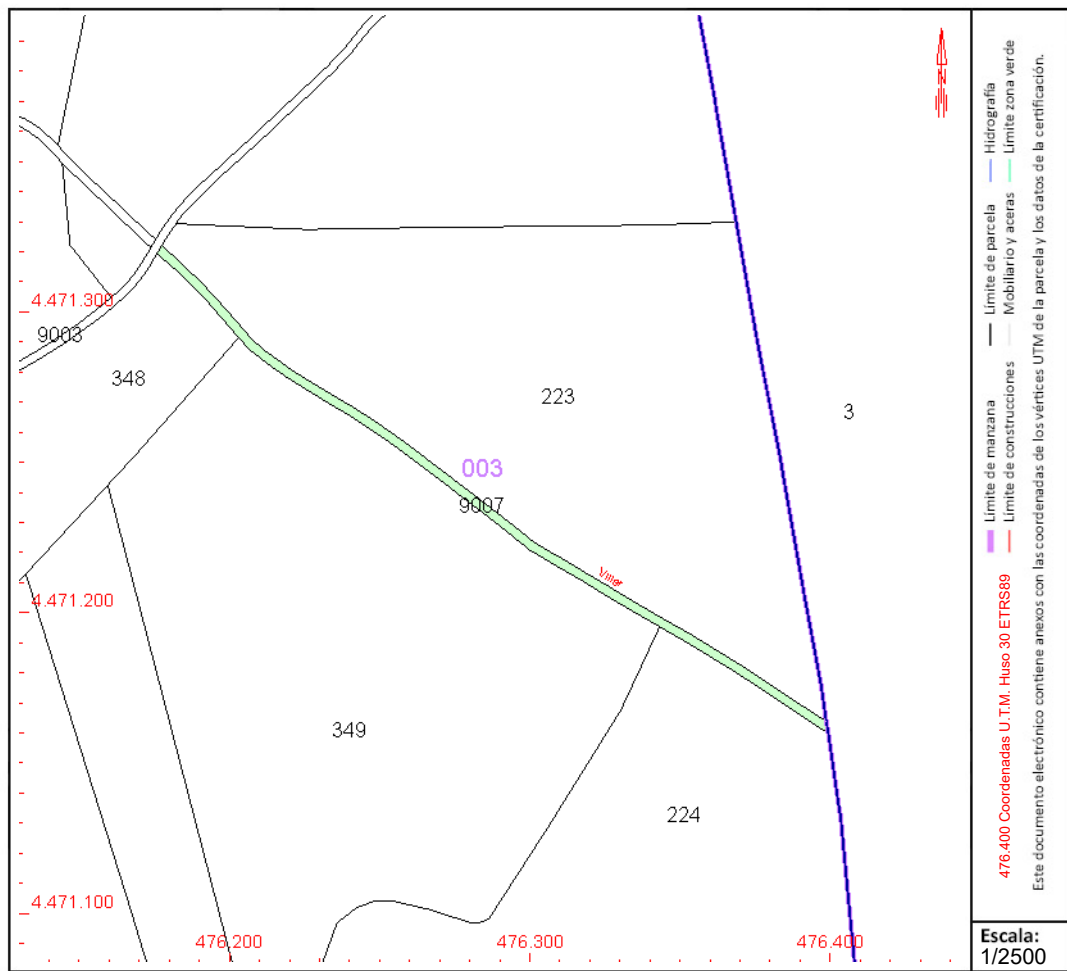 4.471.300
9003
348
223
3
003
9007
4.471.200
349
224
4.471.100
476.200
476.300
476.400
N
Límite de manzana
Límite de parcela
Hidrografía
Límite de construcciones
Mobiliario y aceras
Límite zona verde
476.400 Coordenadas U.T.M. Huso 30 ETRS89
Este documento electrónico contiene anexos con las coordenadas de los vértices UTM de la parcela y los datos de la certificación.
Escala:
1/2500